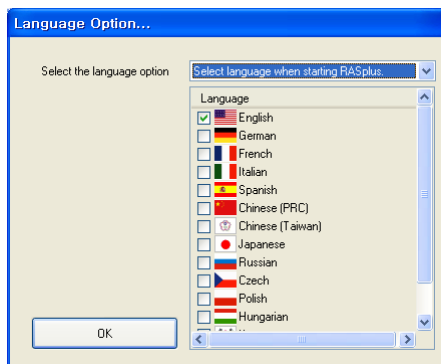 Language Option...
Select the language option
Select language when starting RASplus.
Language
English
German
French
Italian
Spanish
Chinese (PRC)
Chinese (Taiwan)
Japanese
Russian
Czech
Polish
Hungarian
OK